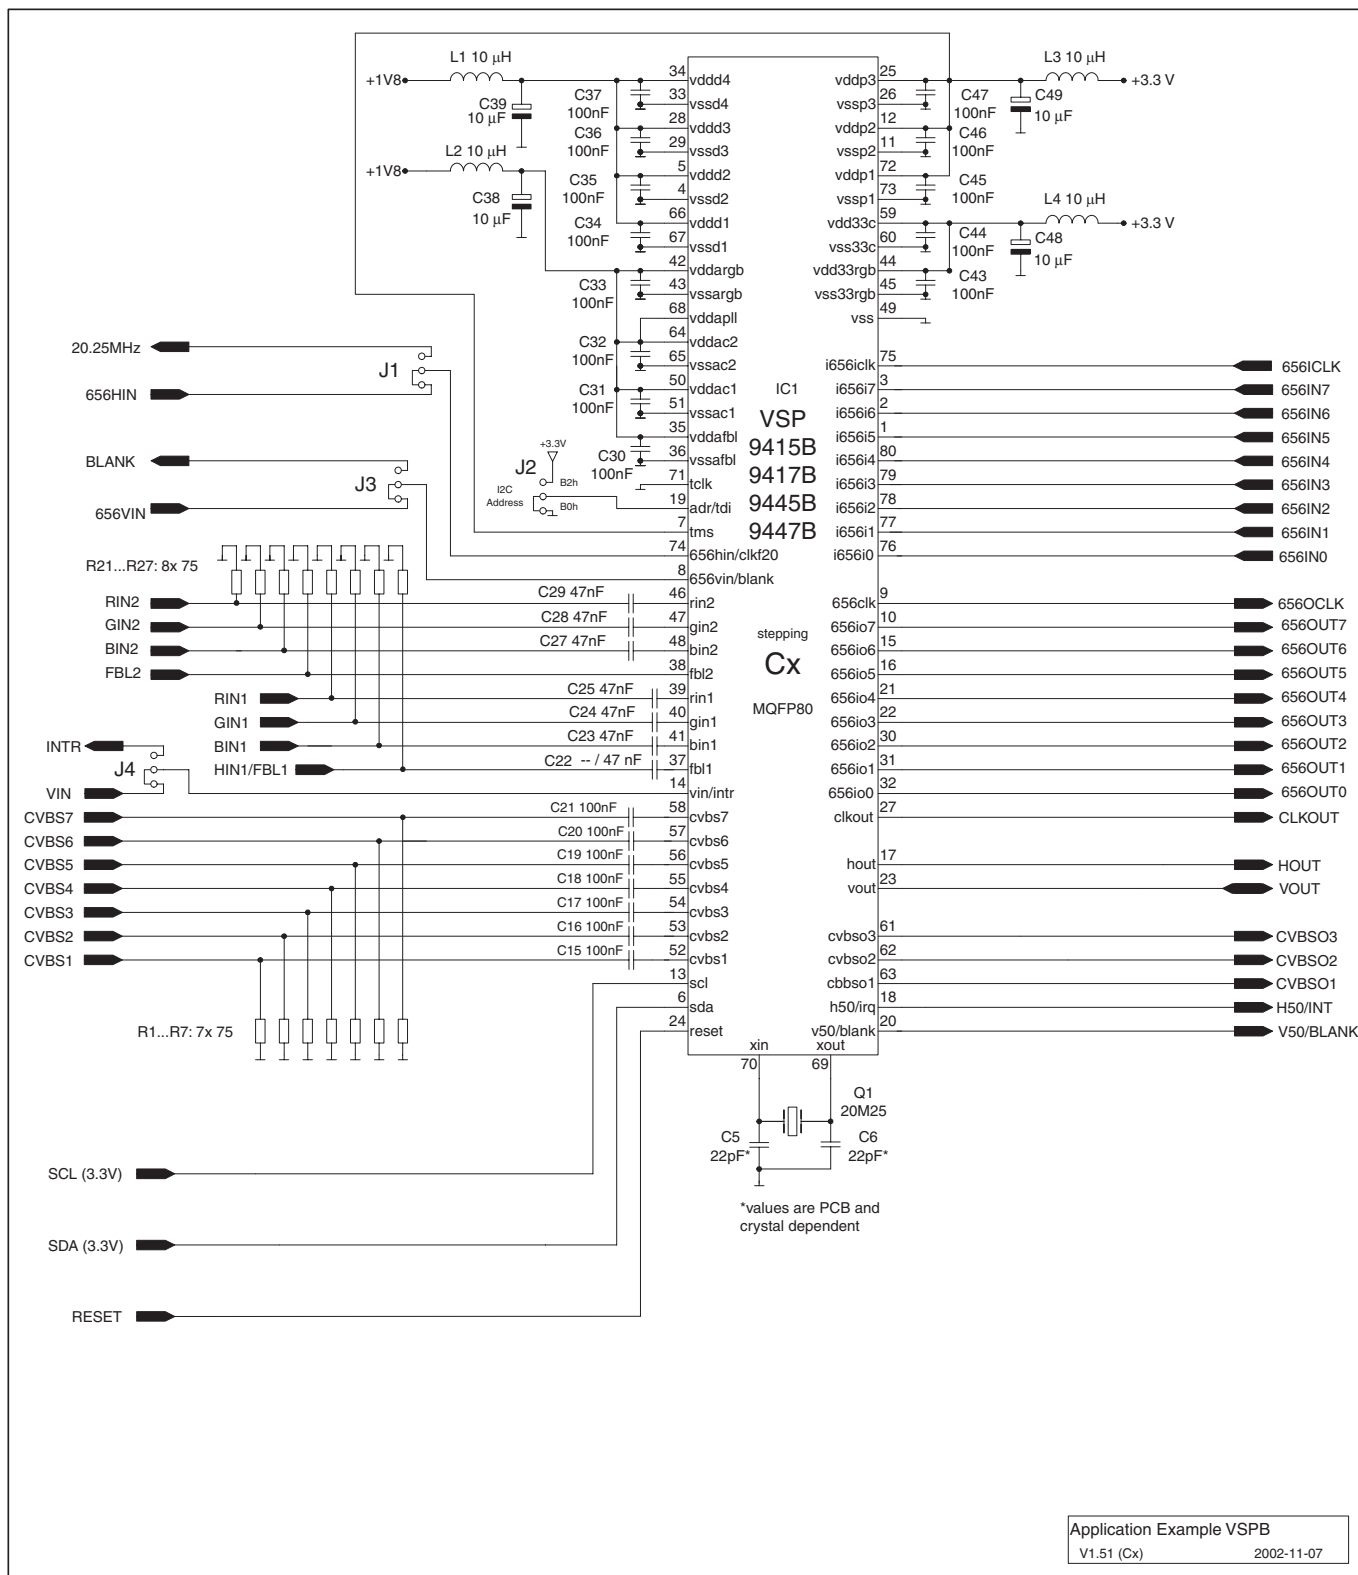 L1 10 μH
+1V8
C39
10 μF
L2 10 μH
+1V8
C38
10 μF
C37
100nF
C36
100nF
C35
100nF
C34
100nF
C33
100nF
C32
100nF
C31
100nF
C30
100nF
34 vddd4
33 vssd4
28 vddd3
29 vssd3
5 vddd2
4 vssd2
66 vddd1
67 vssd1
42 vddargb
43 vssargb
68 vddapll
64 vddac2
65 vssac2
50 vddac1
51 vssac1
35 vddafbl
36 vssafbl
71 tclk
19 adr/tdi
7 tms
74 656hin/clkf20
8 656vin/blank
46 rin2
47 gin2
48 bin2
38 fbl2
39 rin1
40 gin1
41 bin1
37 fbl1
14 vin/intr
58 cvbs7
57 cvbs6
56 cvbs5
55 cvbs4
54 cvbs3
53 cvbs2
52 cvbs1
13 scl
6 sda
24 reset
IC1
VSP
9415B
9417B
9445B
9447B
stepping
Cx
MQFP80
xin
70
xout
69
vddp3 25
vssp3 26
vddp2 12
vssp2 11
vddp1 72
vssp1 73
vdd33c 59
vss33c 60
vdd33rgb 44
vss33rgb 45
vss 49
i656iclk 75
i656i7 3
i656i6 2
i656i5 1
i656i4 80
i656i3 79
i656i2 78
i656i1 77
i656i0 76
656clk 9
656io7 10
656io6 15
656io5 16
656io4 21
656io3 22
656io2 30
656io1 31
656io0 32
clkout 27
hout 17
vout 23
cvbso3 61
cvbso2 62
cbbso1 63
h50/irq 18
v50/blank 20
C47
100nF
C46
100nF
C45
100nF
C44
100nF
C43
100nF
L3 10 μH
+3.3 V
C49
10 μF
L4 10 μH
+3.3 V
C48
10 μF
656ICLK
656IN7
656IN6
656IN5
656IN4
656IN3
656IN2
656IN1
656IN0
656OCLK
656OUT7
656OUT6
656OUT5
656OUT4
656OUT3
656OUT2
656OUT1
656OUT0
CLKOUT
HOUT
VOUT
CVBSO3
CVBSO2
CVBSO1
H50/INT
V50/BLANK
20.25MHz
J1
656HIN
BLANK
J3
656VIN
+3.3V
J2
B2h
I2C
Address
B0h
R21...R27: 8x 75
RIN2
GIN2
BIN2
FBL2
RIN1
GIN1
BIN1
HIN1/FBL1
C29 47nF
C28 47nF
C27 47nF
C25 47nF
C24 47nF
C23 47nF
C22 -- / 47 nF
INTR
J4
VIN
CVBS7
CVBS6
CVBS5
CVBS4
CVBS3
CVBS2
CVBS1
C21 100nF
C20 100nF
C19 100nF
C18 100nF
C17 100nF
C16 100nF
C15 100nF
R1...R7: 7x 75
SCL (3.3V)
SDA (3.3V)
RESET
Q1
20M25
C5
22pF*
C6
22pF*
*values are PCB and
crystal dependent
Application Example VSPB
V1.51 (Cx) 2002-11-07